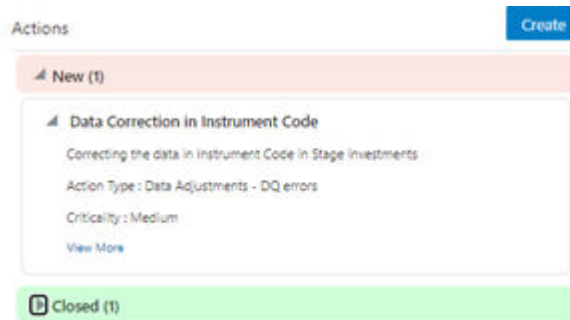 Actions
Create
New (1)
Data Correction in Instrument Code
Correcting the data in Instrument Code in Stage Investments
Action Type : Data Adjustments - DQ errors
Criticality : Medium
View More
Closed (1)